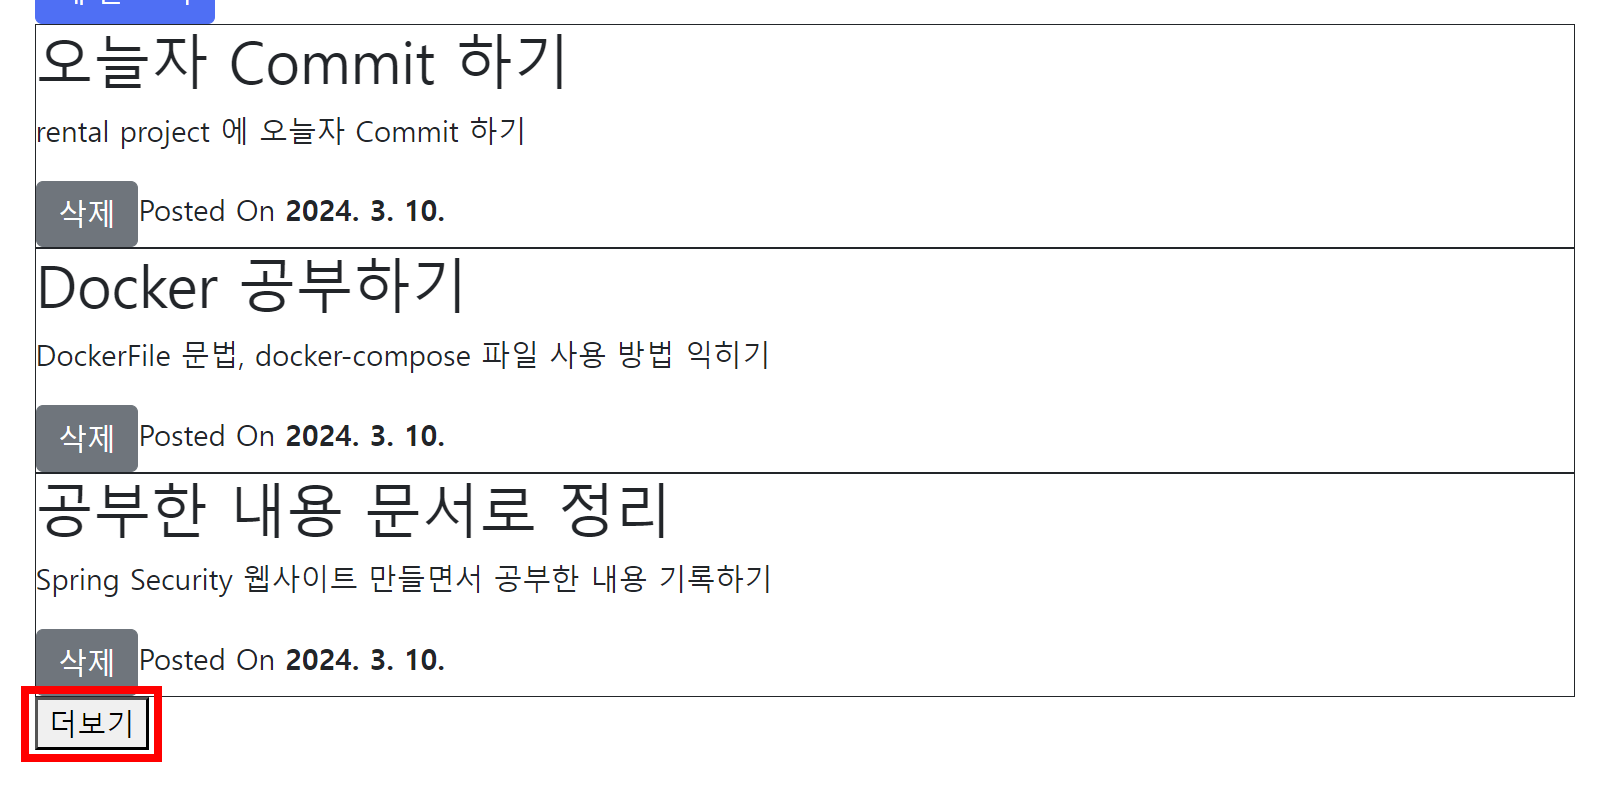 오늘자 Commit 하기
rental project 에 오늘자 Commit 하기
삭제 Posted On 2024. 3. 10.
Docker 공부하기
DockerFile 문법, docker-compose 파일 사용 방법 익히기
삭제 Posted On 2024. 3. 10.
공부한 내용 문서로 정리
Spring Security 웹사이트 만들면서 공부한 내용 기록하기
삭제 Posted On 2024. 3. 10.
더보기